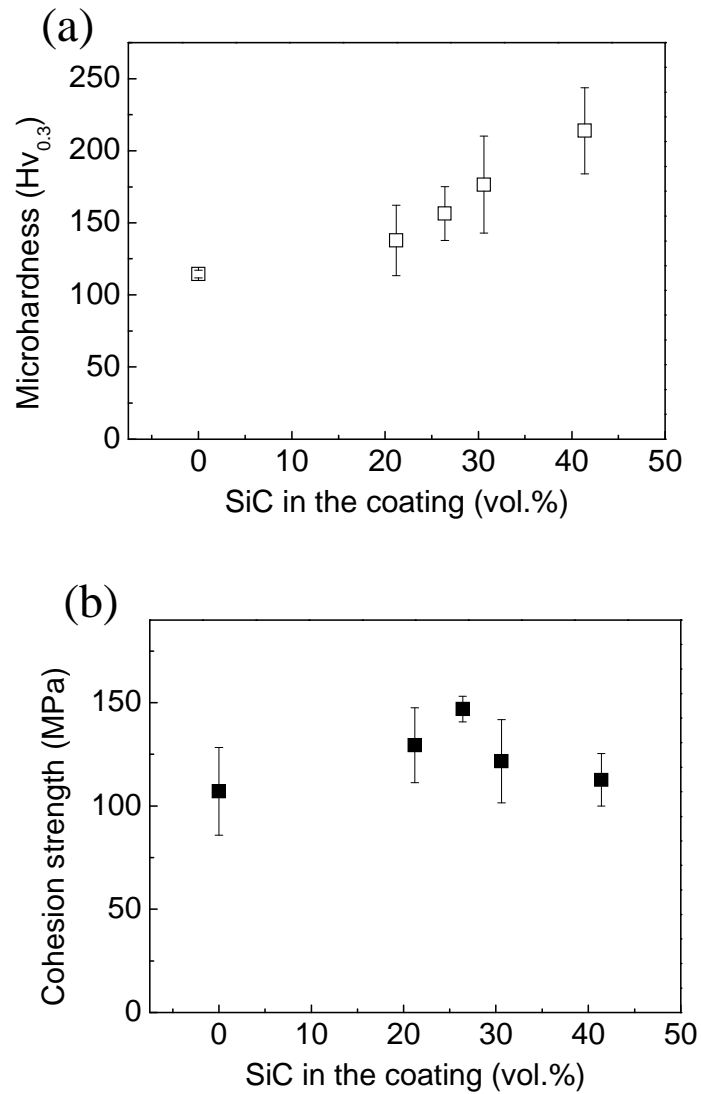 (a)
250
200
150
100
50
0
Microhardness (Hv0.3)
0 10 20 30 40 50
SiC in the coating (vol.%)
(b)
150
100
50
0
Cohesion strength (MPa)
0 10 20 30 40 50
SiC in the coating (vol.%)